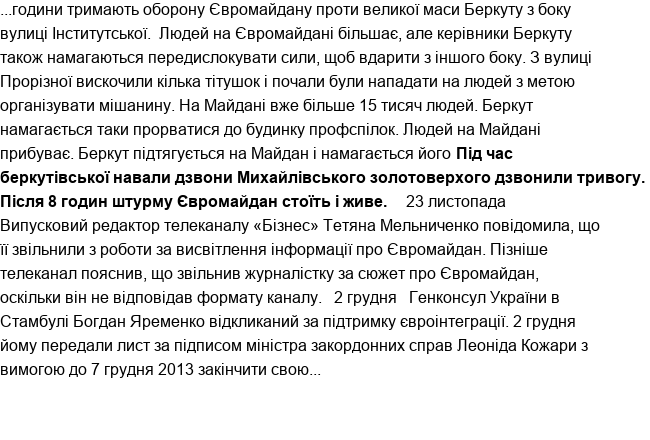 ...години тримають оборону Євромайдану проти великої маси Беркуту з боку
вулиці Інститутської. Людей на Євромайдані більшає, але керівники Беркуту
також намагаються передислокувати сили, щоб вдарити з іншого боку. З вулиці
Прорізної вискочили кілька тітушок і почали були нападати на людей з метою
організувати мішанину. На Майдані вже більше 15 тисяч людей. Беркут
намагається таки прорватися до будинку профспілок. Людей на Майдані
прибуває. Беркут підтягується на Майдан і намагається його Під час
беркутівської навали дзвони Михайлівського золотоверхого дзвонили тривогу.
Після 8 годин штурму Євромайдан стоїть і живе. 23 листопада
Випусковий редактор телеканалу «Бізнес» Тетяна Мельниченко повідомила, що
її звільнили з роботи за висвітлення інформації про Євромайдан. Пізніше
телеканал пояснив, що звільнив журналістку за сюжет про Євромайдан,
оскільки він не відповідав формату каналу. 2 грудня Генконсул України в
Стамбулі Богдан Яременко відкликаний за підтримку євроінтеграції. 2 грудня
йому передали лист за підписом міністра закордонних справ Леоніда Кожари з
вимогою до 7 грудня 2013 закінчити свою...